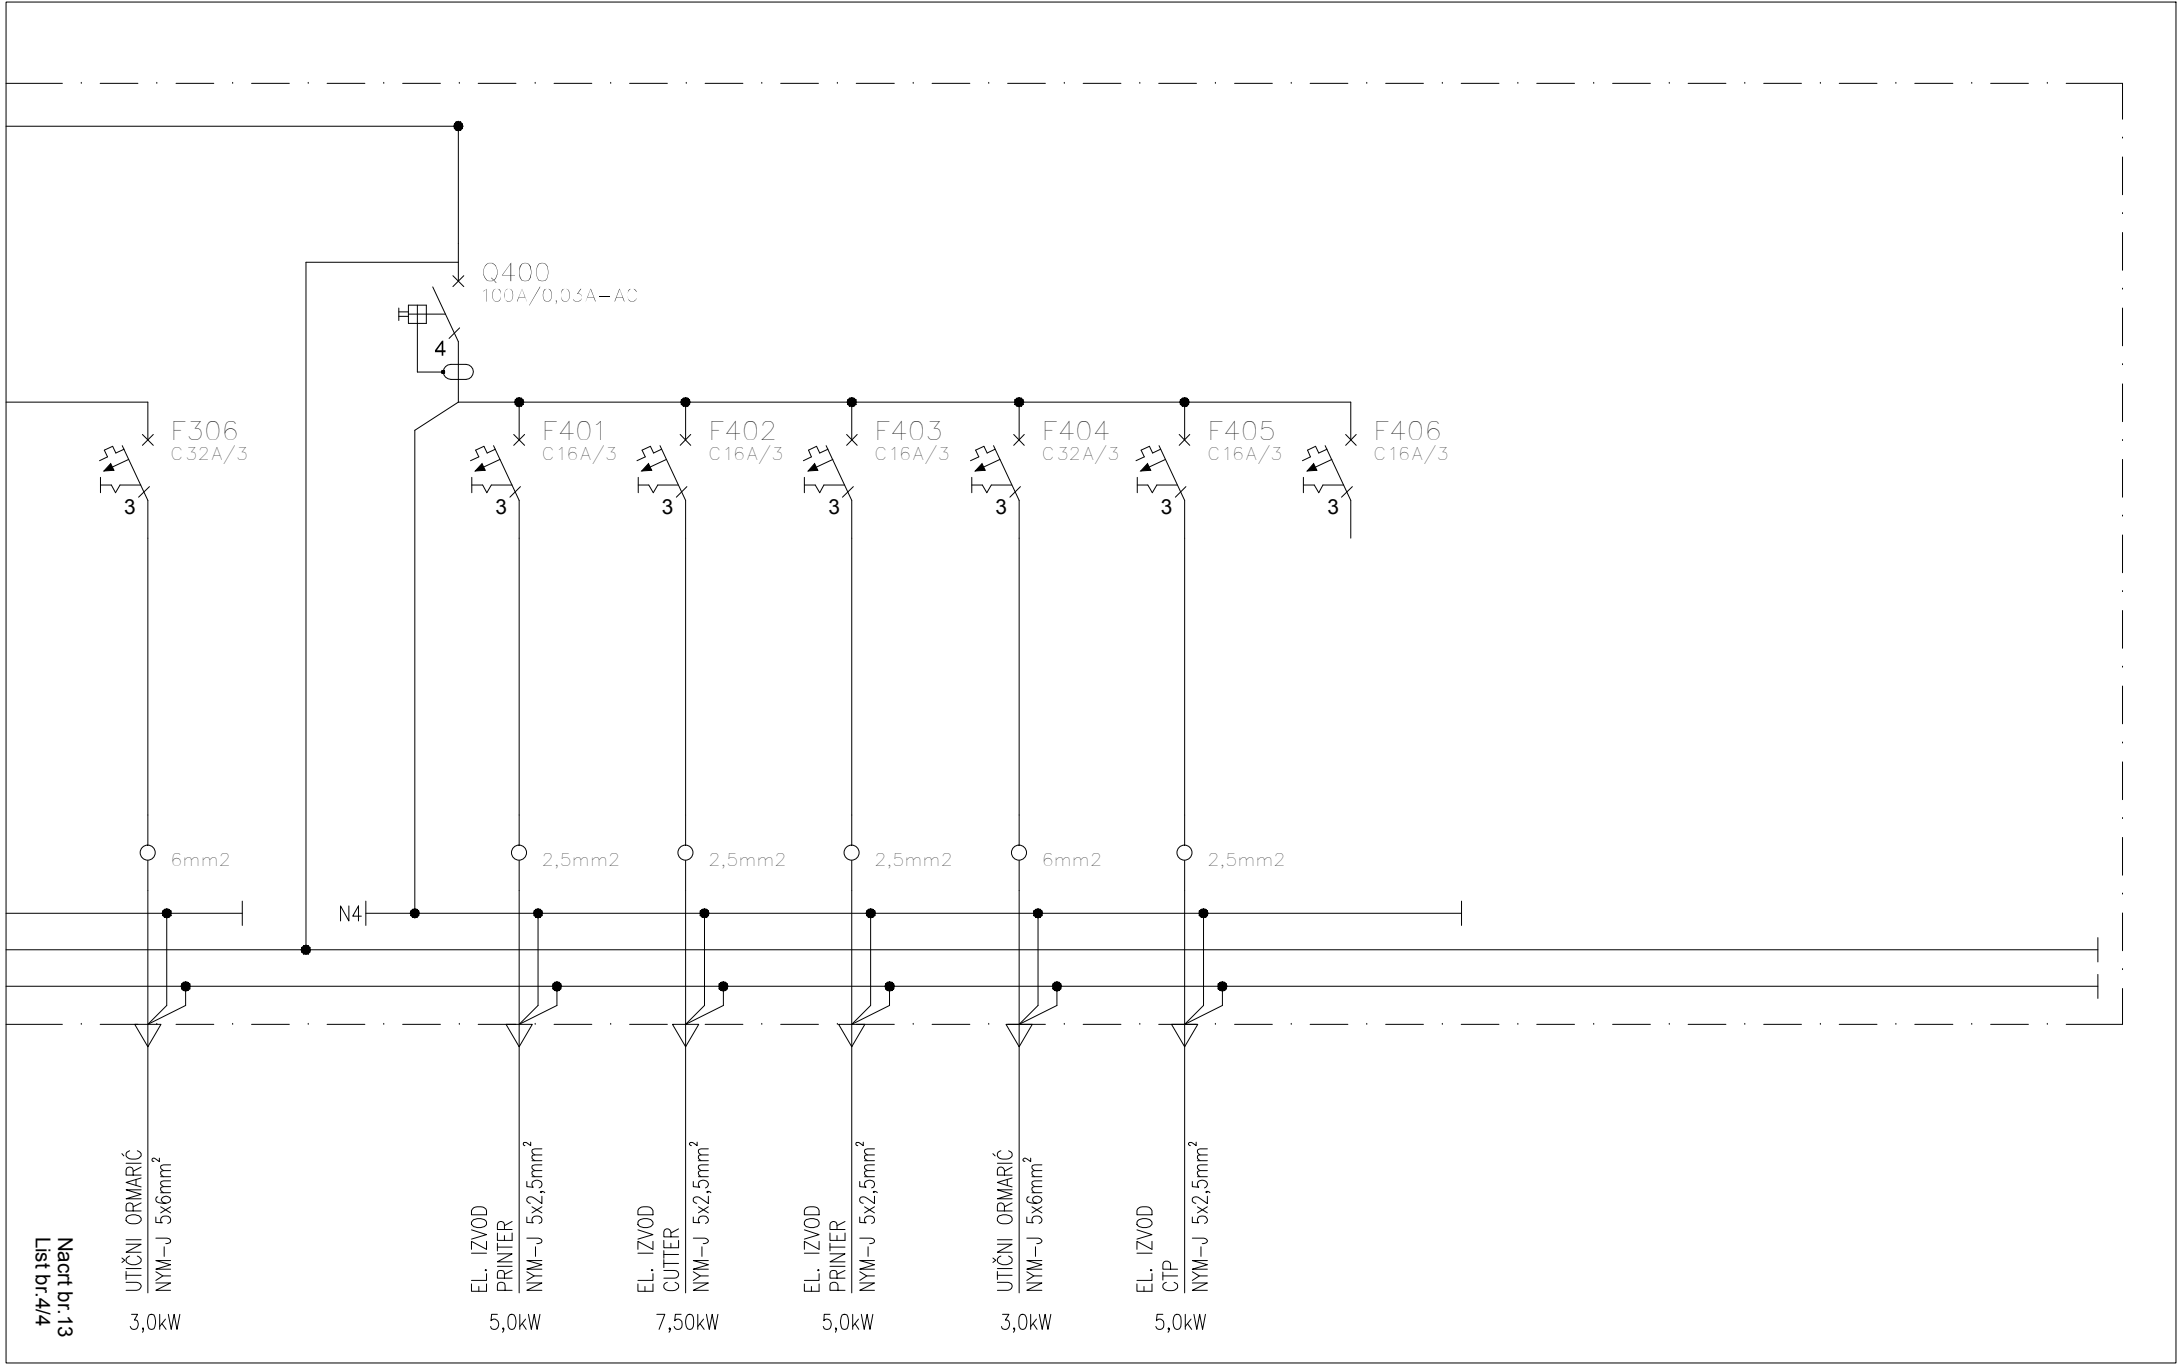 Q400
100A/0,03A-AC
4
F306
C32A/3
3
F401
C16A/3
3
F402
C16A/3
3
F403
C16A/3
3
F404
C32A/3
3
F405
C16A/3
3
F406
C16A/3
3
6mm2
2,5mm2
2,5mm2
2,5mm2
6mm2
2,5mm2
N4
UTIČNI ORMARIĆ
NYM-J 5x6mm²
3,0kW
EL. IZVOD
PRINTER
NYM-J 5x2,5mm²
5,0kW
EL. IZVOD
CUTTER
NYM-J 5x2,5mm²
7,50kW
EL. IZVOD
PRINTER
NYM-J 5x2,5mm²
5,0kW
UTIČNI ORMARIĆ
NYM-J 5x6mm²
3,0kW
EL. IZVOD
CTP
NYM-J 5x2,5mm²
5,0kW
Nacrt br.13
List br.4/4